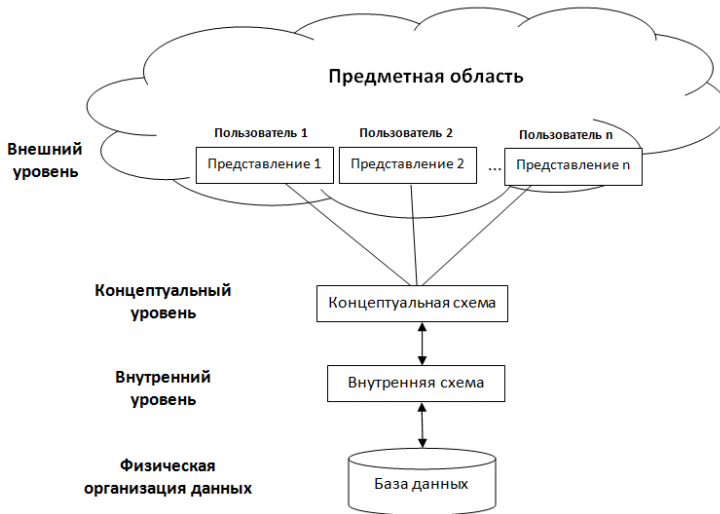 Предметная область
Пользователь 1 Пользователь 2 Пользователь n
Внешний
уровень
Представление 1 Представление 2 ... Представление n
Концептуальный
уровень
Концептуальная схема
Внутренний
уровень
Внутренняя схема
Физическая
организация данных
База данных